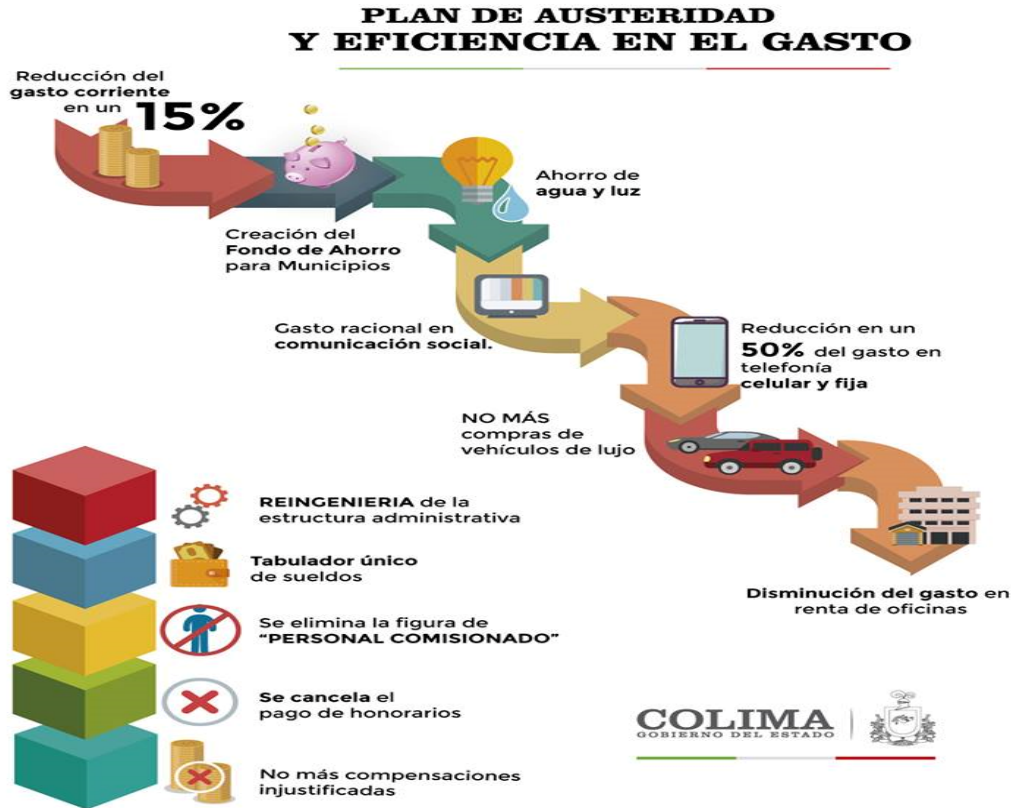 PLAN DE AUSTERIDAD
Y EFICIENCIA EN EL GASTO
Reducción del
gasto corriente
en un 15%
Creación del
Fondo de Ahorro
para Municipios
Ahorro de
agua y luz
Gasto racional en
comunicación social.
Reducción en un
50% del gasto en
telefonía
celular y fija
NO MÁS
compras de
vehículos de lujo
Disminución del gasto en
renta de oficinas
REINGENIERIA de la
estructura administrativa
Tabulador único
de sueldos
Se elimina la figura de
“PERSONAL COMISIONADO”
Se cancela el
pago de honorarios
No más compensaciones
injustificadas
COLIMA
GOBIERNO DEL ESTADO